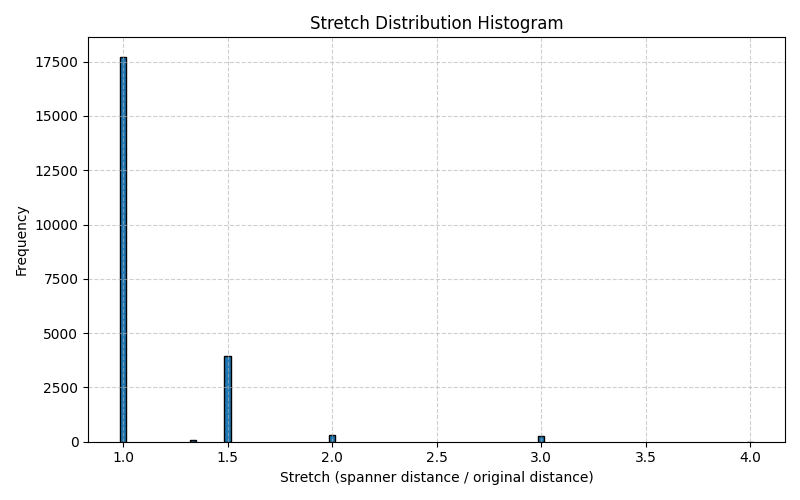 Stretch Distribution Histogram
Frequency
17500
15000
12500
10000
7500
5000
2500
0
1.0 1.5 2.0 2.5 3.0 3.5 4.0
Stretch (spanner distance / original distance)